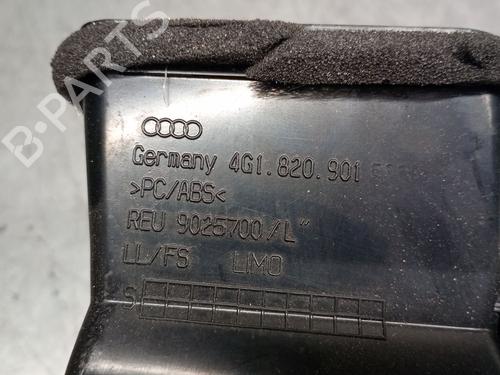 Germany 4G1.820.901
>PC/ABS<
REU 9025700/L"
LL/FS LIMO
S
B-PARTS